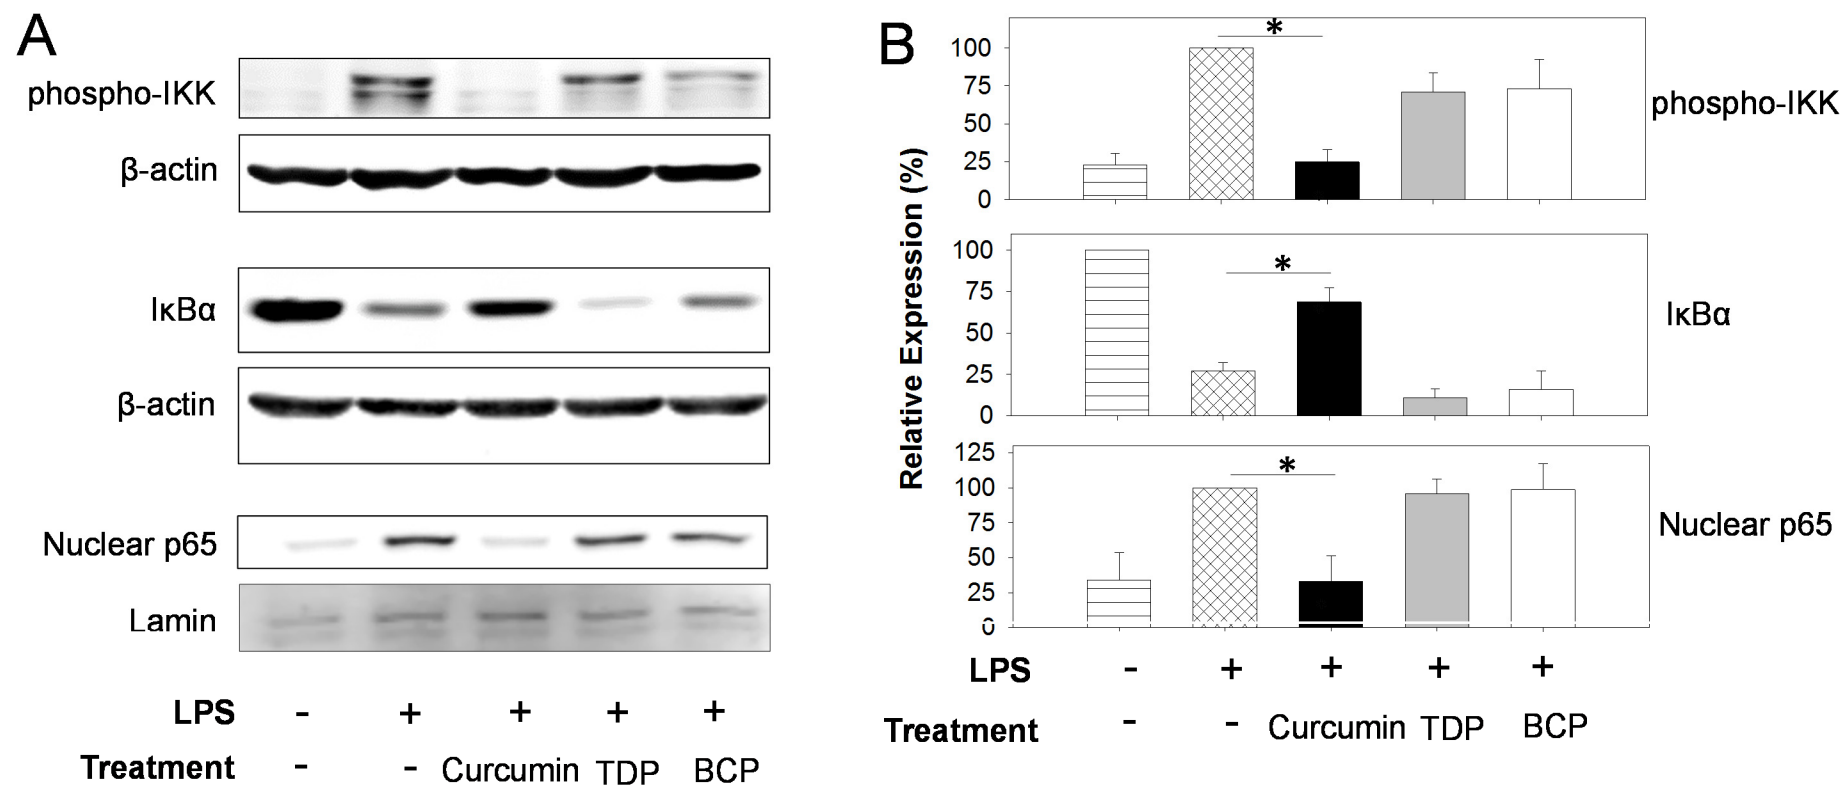 A
phospho-IKK
β-actin
IκBα
β-actin
Nuclear p65
Lamin
LPS - + + + +
Treatment - - Curcumin TDP BCP
B
Relative Expression (%)
*
100
75
50
25
0
phospho-IKK
*
100
75
50
25
0
IκBα
*
125
100
75
50
25
0
Nuclear p65
LPS - + + + +
Treatment - - Curcumin TDP BCP